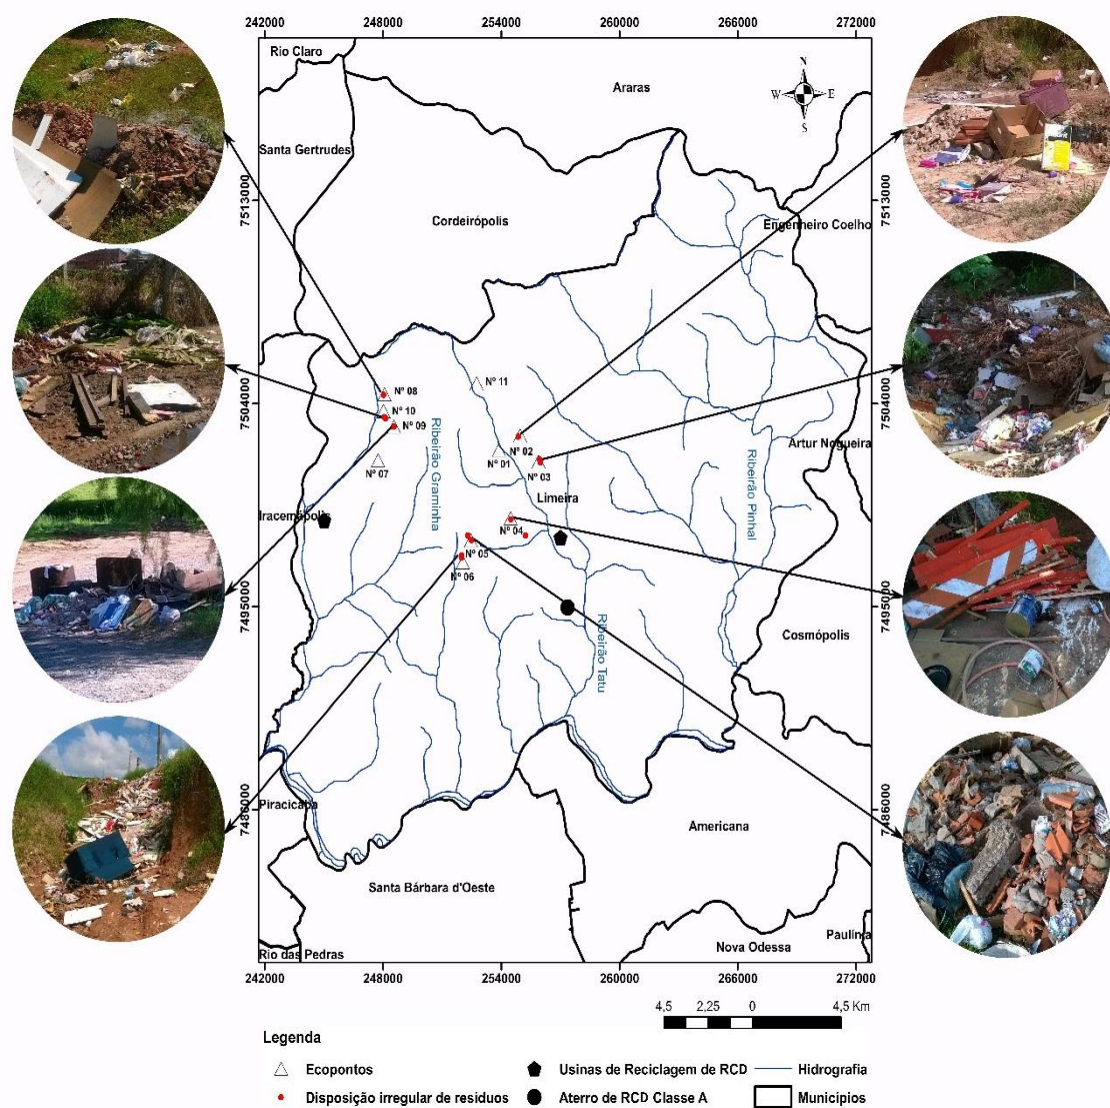 242000 248000 254000 260000 266000 272000
Rio Claro
Araras
N
W E
S
Santa Gertrudes
7513000 7513000
Cordeirópolis
Engenheiro Coelho
Nº 11
Nº 08
7504000 7504000
Nº 10
Nº 09
Ribeirão Graminha
Nº 02
Nº 01
Artur Nogueira
Nº 07
Nº 03
Ribeirão Pinhal
Limeira
Iracemápolis
Nº 04
Nº 05
Nº 06
7495000 7495000
Ribeirão Tatu
Cosmópolis
Piracicaba
7486000 7486000
Americana
Santa Bárbara d'Oeste
Paulínia
Nova Odessa
Rio das Pedras
242000 248000 254000 260000 266000 272000
4,5 2,25 0 4,5 Km
Legenda
Ecopontos
Usinas de Reciclagem de RCD
Hidrografia
Disposição irregular de resíduos
Aterro de RCD Classe A
Municípios